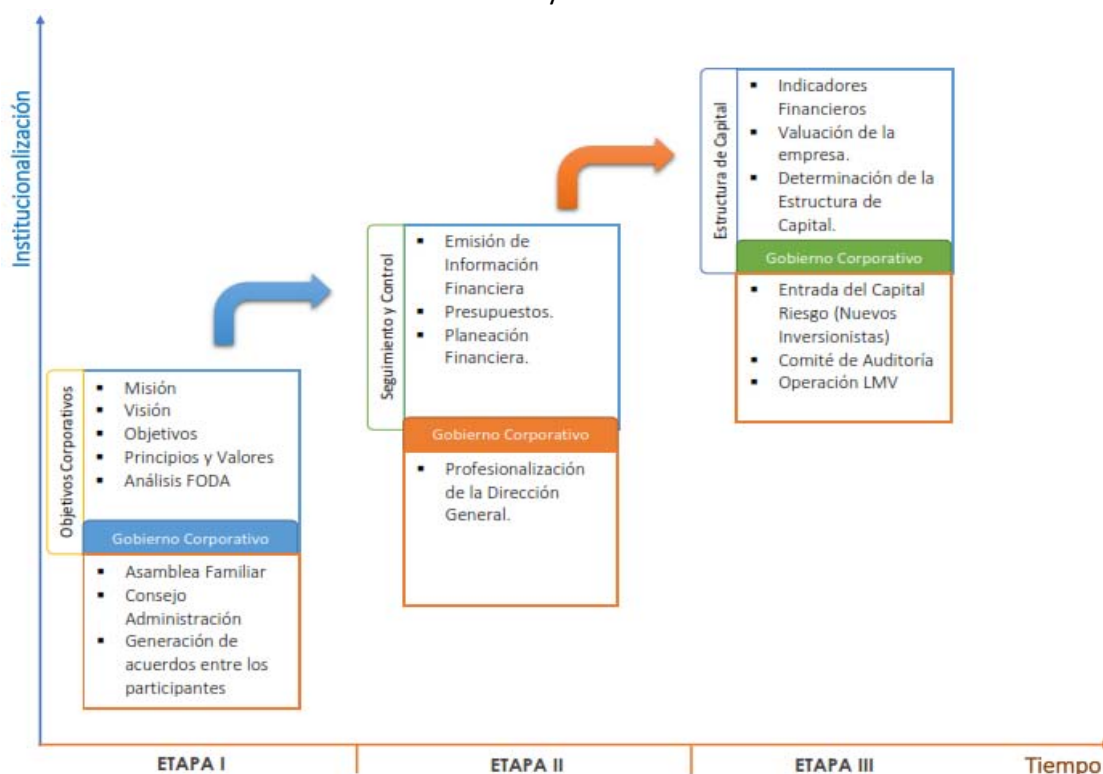 Institucionalización
Objetivos Corporativos
▪ Misión
▪ Visión
▪ Objetivos
▪ Principios y Valores
▪ Análisis FODA
Gobierno Corporativo
▪ Asamblea Familiar
▪ Consejo
Administración
▪ Generación de
acuerdos entre los
participantes
Seguimiento y Control
▪ Emisión de
Información
Financiera
▪ Presupuestos.
▪ Planeación
Financiera.
Gobierno Corporativo
▪ Profesionalización
de la Dirección
General.
Estructura de Capital
▪ Indicadores
Financieros
▪ Valuación de la
empresa.
▪ Determinación de la
Estructura de
Capital.
Gobierno Corporativo
▪ Entrada del Capital
Riesgo (Nuevos
Inversionistas)
▪ Comité de Auditoría
▪ Operación LMV
ETAPA I
ETAPA II
ETAPA III
Tiempo